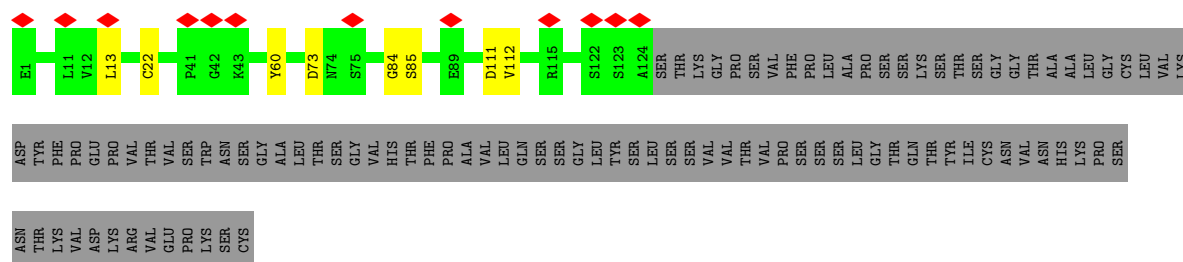 E1 L11 V12 L13 C22 P41 G42 K43 Y60 D73 N74 S75 G84 S85 E89 D111 V112 R115 S122 S123 A124 SER THR LYS GLY PRO SER VAL PHE PRO LEU ALA PRO SER SER LYS SER THR SER GLY GLY THR ALA ALA LEU GLY CYS LEU VAL LYS
ASP TYR PHE PRO GLU PRO VAL THR VAL SER TRP ASN SER GLY ALA LEU THR SER GLY VAL HIS THR PHE PRO ALA VAL LEU GLN SER SER GLY LEU TYR SER LEU SER SER VAL VAL THR VAL PRO SER SER SER LEU GLY THR GLN THR TYR ILE CYS ASN VAL ASN HIS LYS PRO SER
ASN THR LYS VAL ASP LYS ARG VAL GLU PRO LYS SER CYS